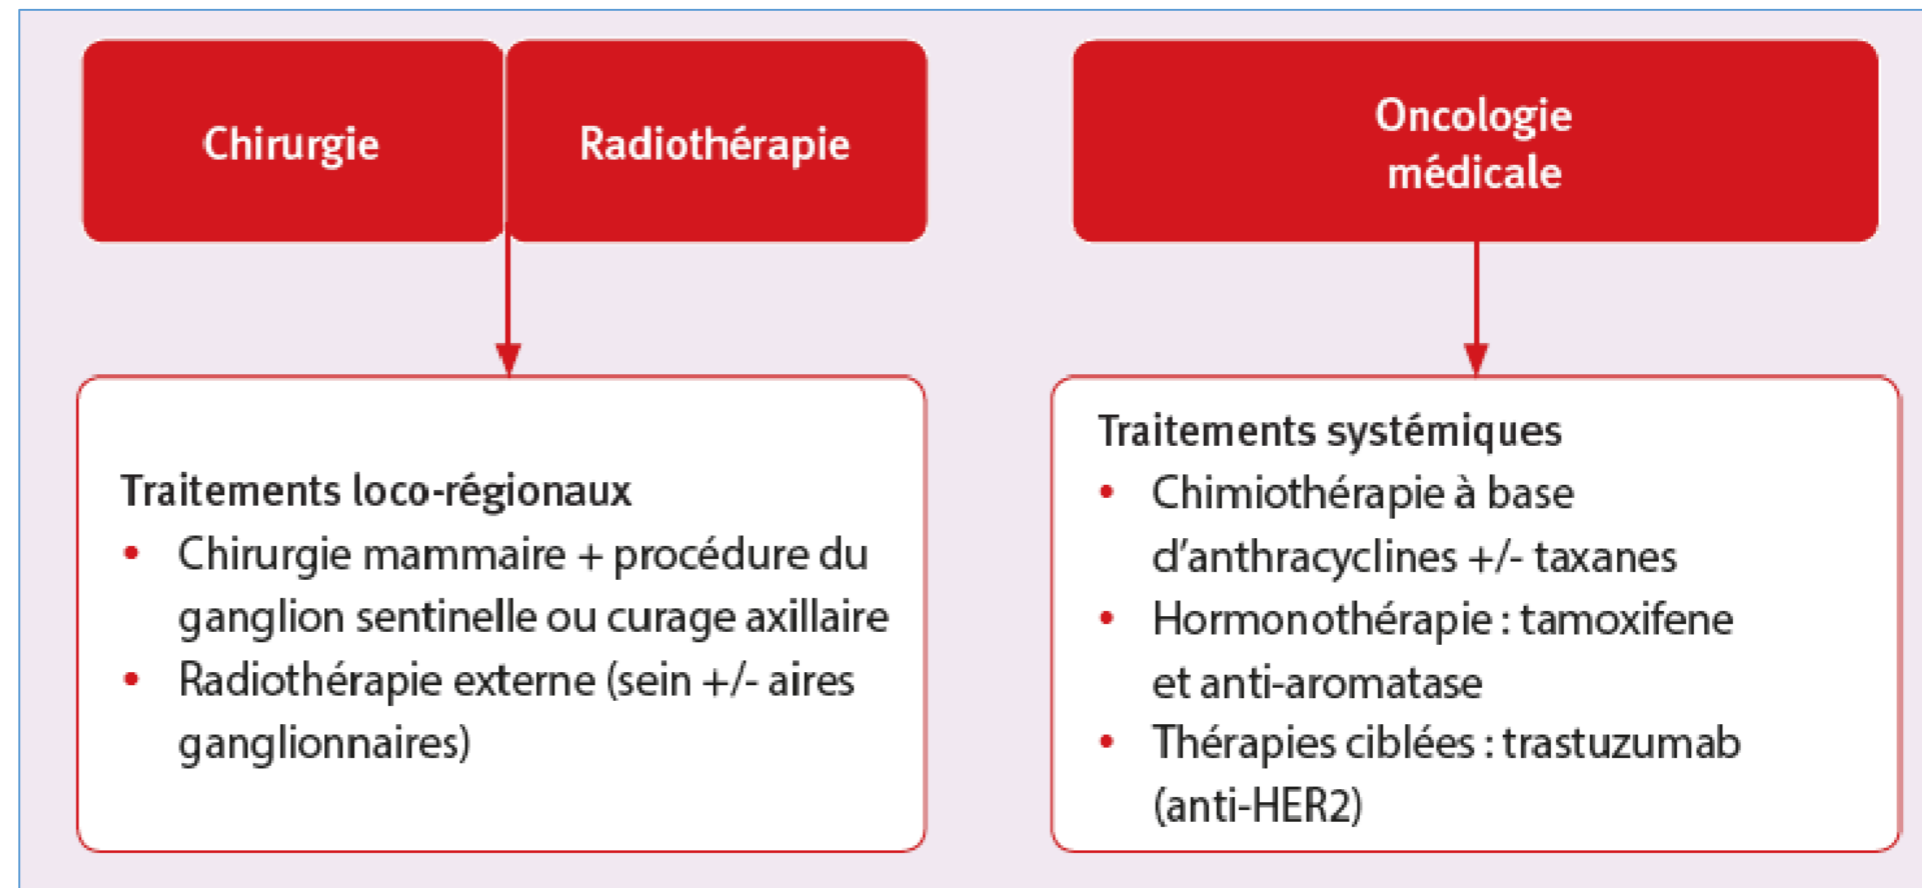 Chirurgie
Radiothérapie
Oncologie
médicale
Traitements loco-régionaux
• Chirurgie mammaire + procédure du
ganglion sentinelle ou curage axillaire
• Radiothérapie externe (sein +/- aires
ganglionnaires)
Traitements systémiques
• Chimiothérapie à base
d’anthracyclines +/- taxanes
• Hormonothérapie : tamoxifene
et anti-aromatase
• Thérapies ciblées : trastuzumab
(anti-HER2)